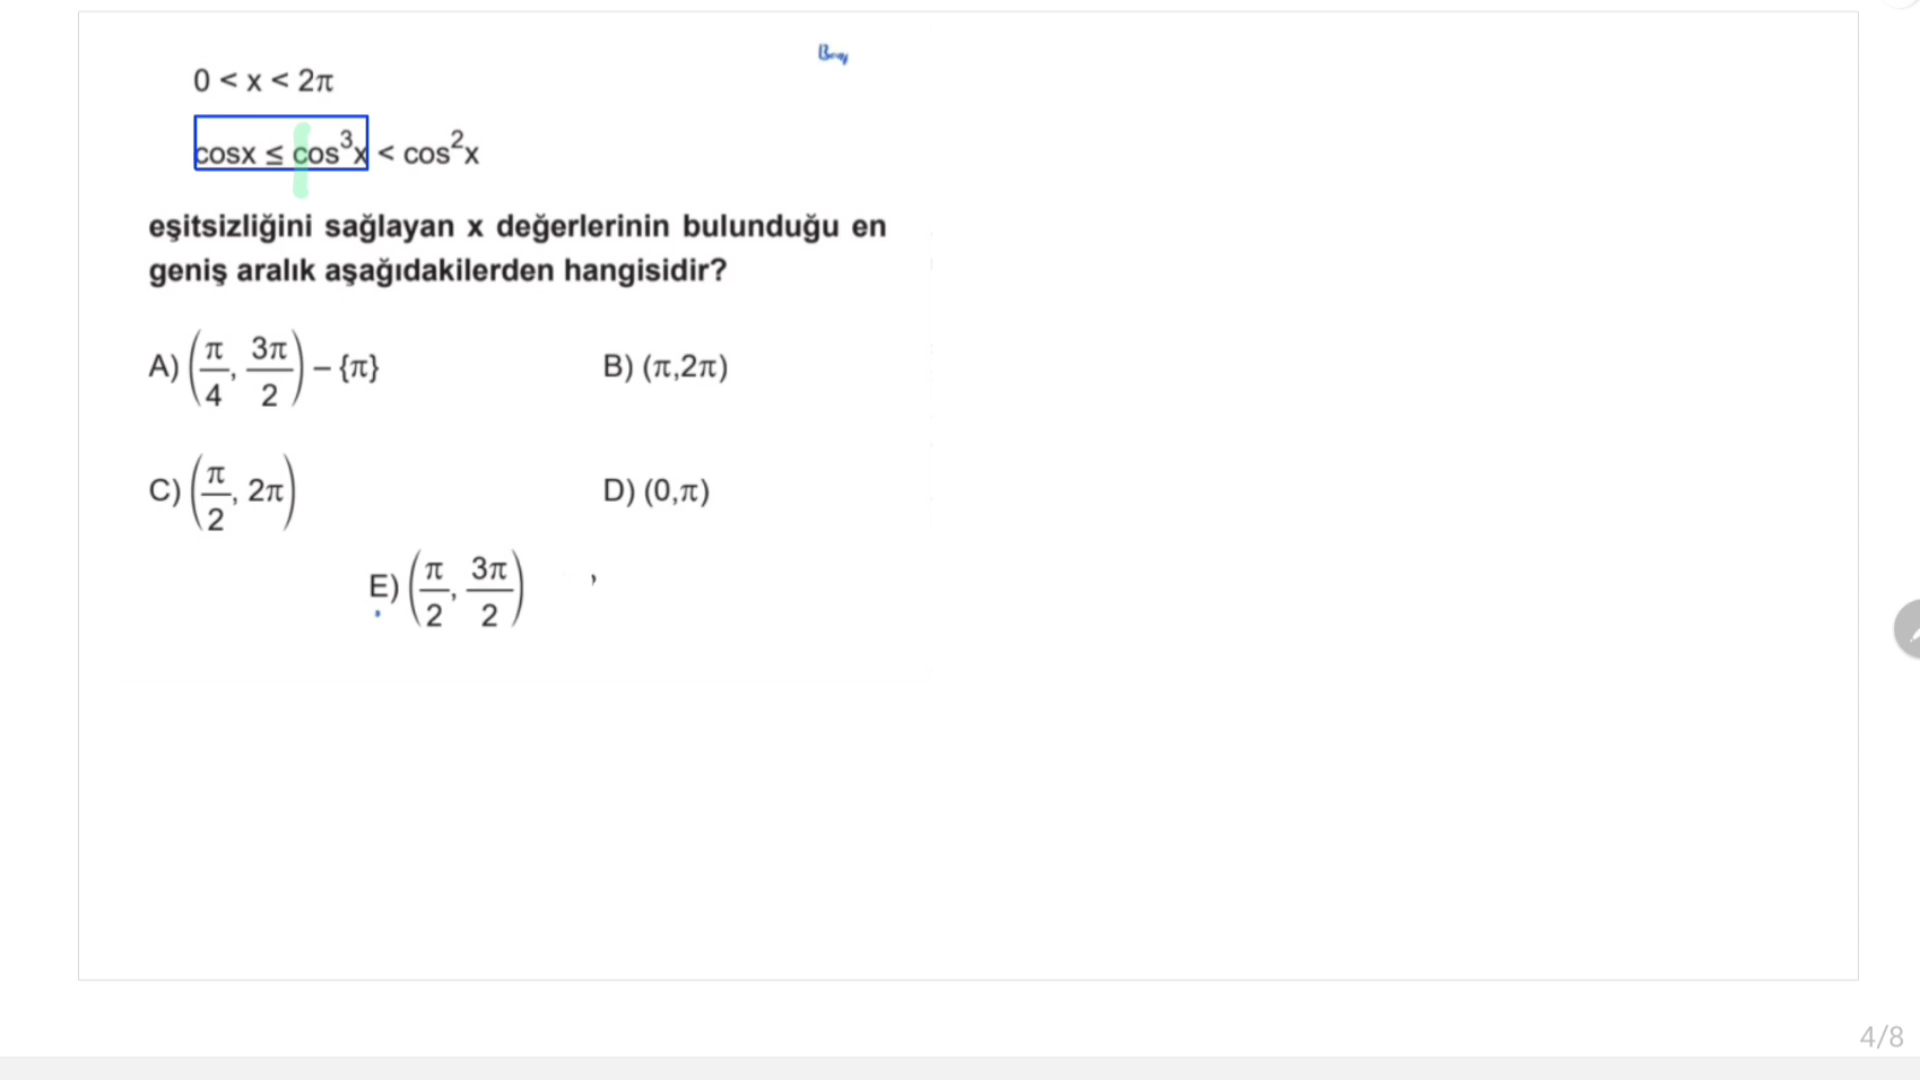 0 < x < 2π
cosx ≤ cos³x < cos²x
eşitsizliğini sağlayan x değerlerinin bulunduğu en
geniş aralık aşağıdakilerden hangisidir?
A) (π/4, 3π/2) – {π}
B) (π,2π)
C) (π/2, 2π)
D) (0,π)
E) (π/2, 3π/2)
4/8